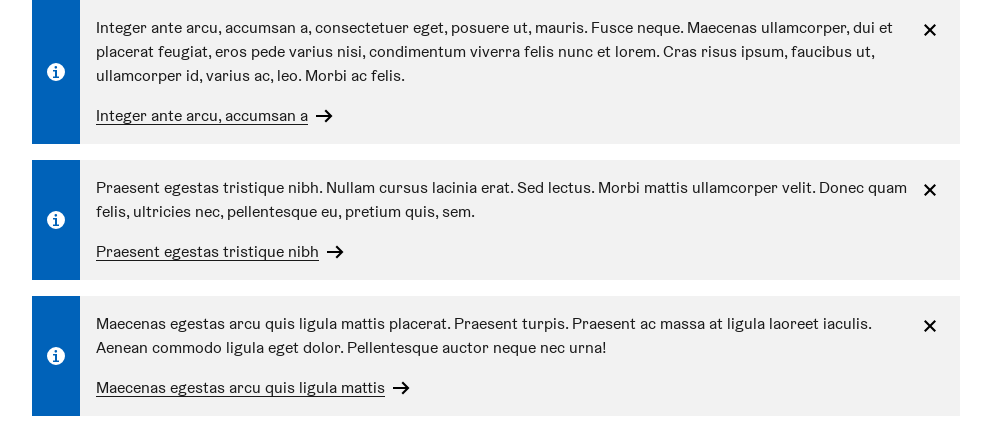 Integer ante arcu, accumsan a, consectetuer eget, posuere ut, mauris. Fusce neque. Maecenas ullamcorper, dui et
placerat feugiat, eros pede varius nisi, condimentum viverra felis nunc et lorem. Cras risus ipsum, faucibus ut,
ullamcorper id, varius ac, leo. Morbi ac felis.
Integer ante arcu, accumsan a
Praesent egestas tristique nibh. Nullam cursus lacinia erat. Sed lectus. Morbi mattis ullamcorper velit. Donec quam
felis, ultricies nec, pellentesque eu, pretium quis, sem.
Praesent egestas tristique nibh
Maecenas egestas arcu quis ligula mattis placerat. Praesent turpis. Praesent ac massa at ligula laoreet iaculis.
Aenean commodo ligula eget dolor. Pellentesque auctor neque nec urna!
Maecenas egestas arcu quis ligula mattis